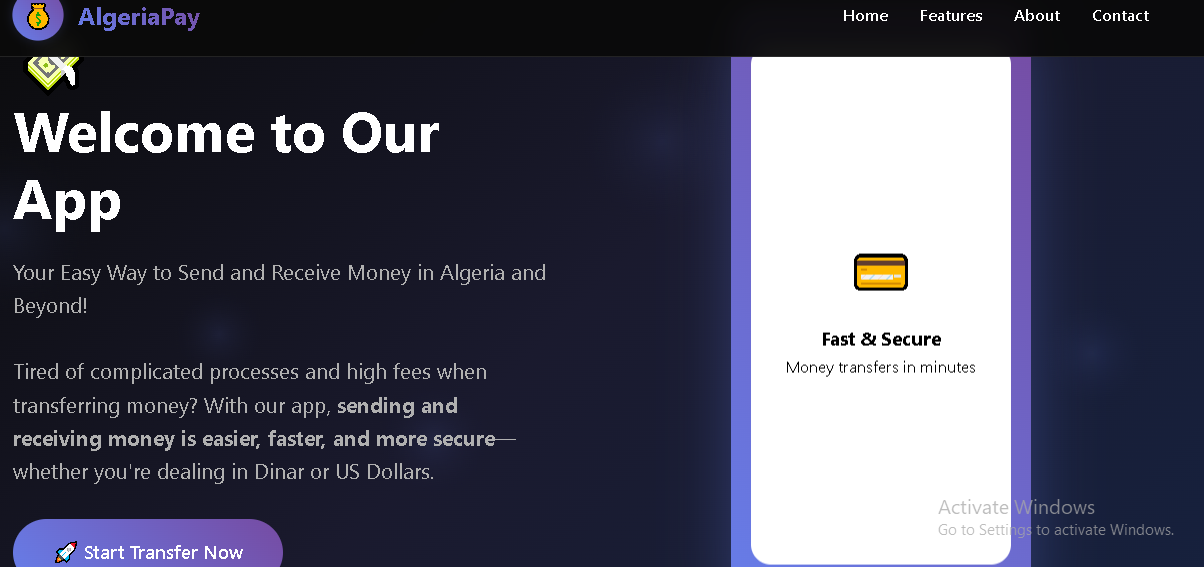 AlgeriaPay
Home Features About Contact
Welcome to Our
App
Your Easy Way to Send and Receive Money in Algeria and
Beyond!
Tired of complicated processes and high fees when
transferring money? With our app, sending and
receiving money is easier, faster, and more secure—
whether you're dealing in Dinar or US Dollars.
Start Transfer Now
Fast & Secure
Money transfers in minutes
Activate Windows
Go to Settings to activate Windows.